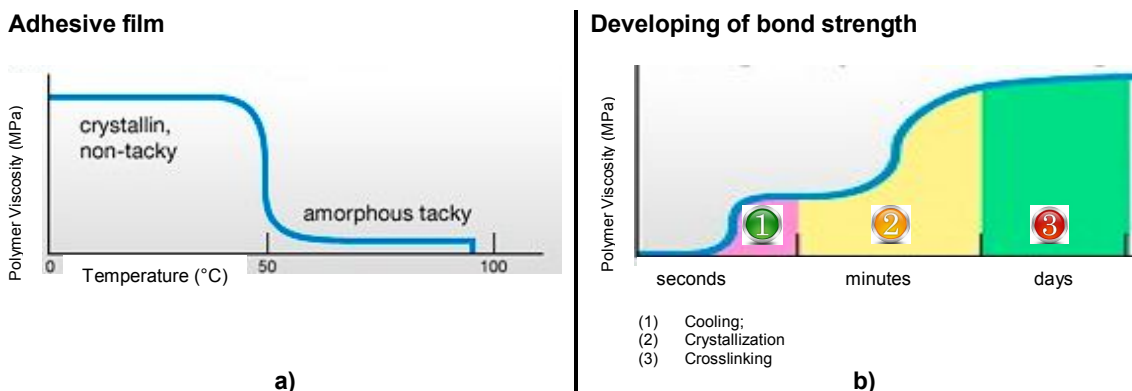 Adhesive film
Polymer Viscosity (MPa)
crystallin,
non-tacky
amorphous tacky
0
50
100
Temperature (°C)
a)
Developing of bond strength
Polymer Viscosity (MPa)
1
2
3
seconds
minutes
days
(1) Cooling;
(2) Crystallization
(3) Crosslinking
b)